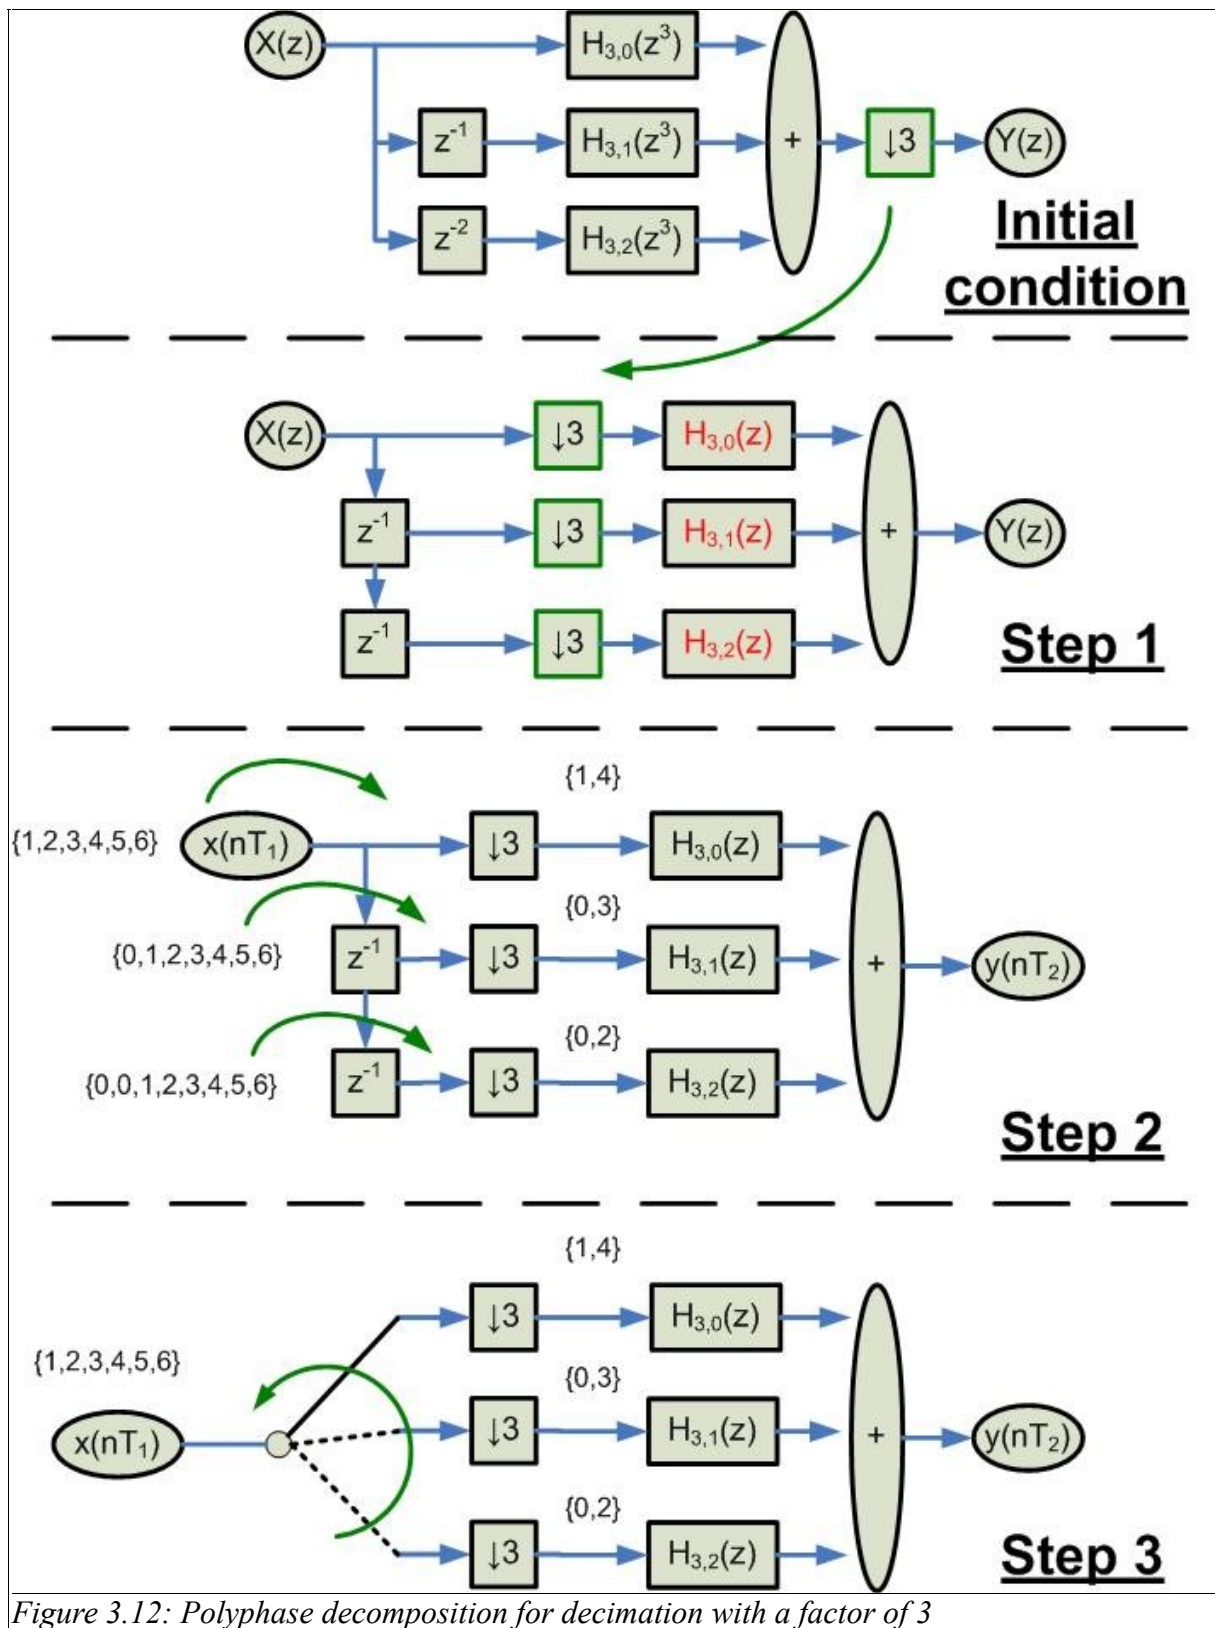 X(z)
H3,0(z³)
z⁻¹
H3,1(z³)
+
↓3
Y(z)
z⁻²
H3,2(z³)
Initial
condition
X(z)
↓3
H3,0(z)
z⁻¹
↓3
H3,1(z)
+
Y(z)
z⁻¹
↓3
H3,2(z)
Step 1
{1,4}
{1,2,3,4,5,6}
x(nT1)
↓3
H3,0(z)
{0,3}
{0,1,2,3,4,5,6}
z⁻¹
↓3
H3,1(z)
+
y(nT2)
{0,2}
{0,0,1,2,3,4,5,6}
z⁻¹
↓3
H3,2(z)
Step 2
{1,4}
↓3
H3,0(z)
{1,2,3,4,5,6}
{0,3}
x(nT1)
↓3
H3,1(z)
+
y(nT2)
{0,2}
↓3
H3,2(z)
Step 3
Figure 3.12: Polyphase decomposition for decimation with a factor of 3